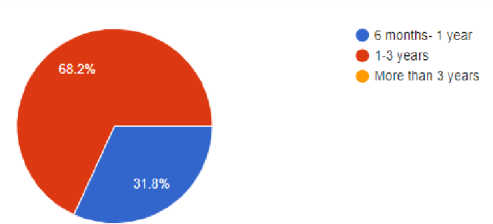 6 months- 1 year
1-3 years
More than 3 years
68.2%
31.8%